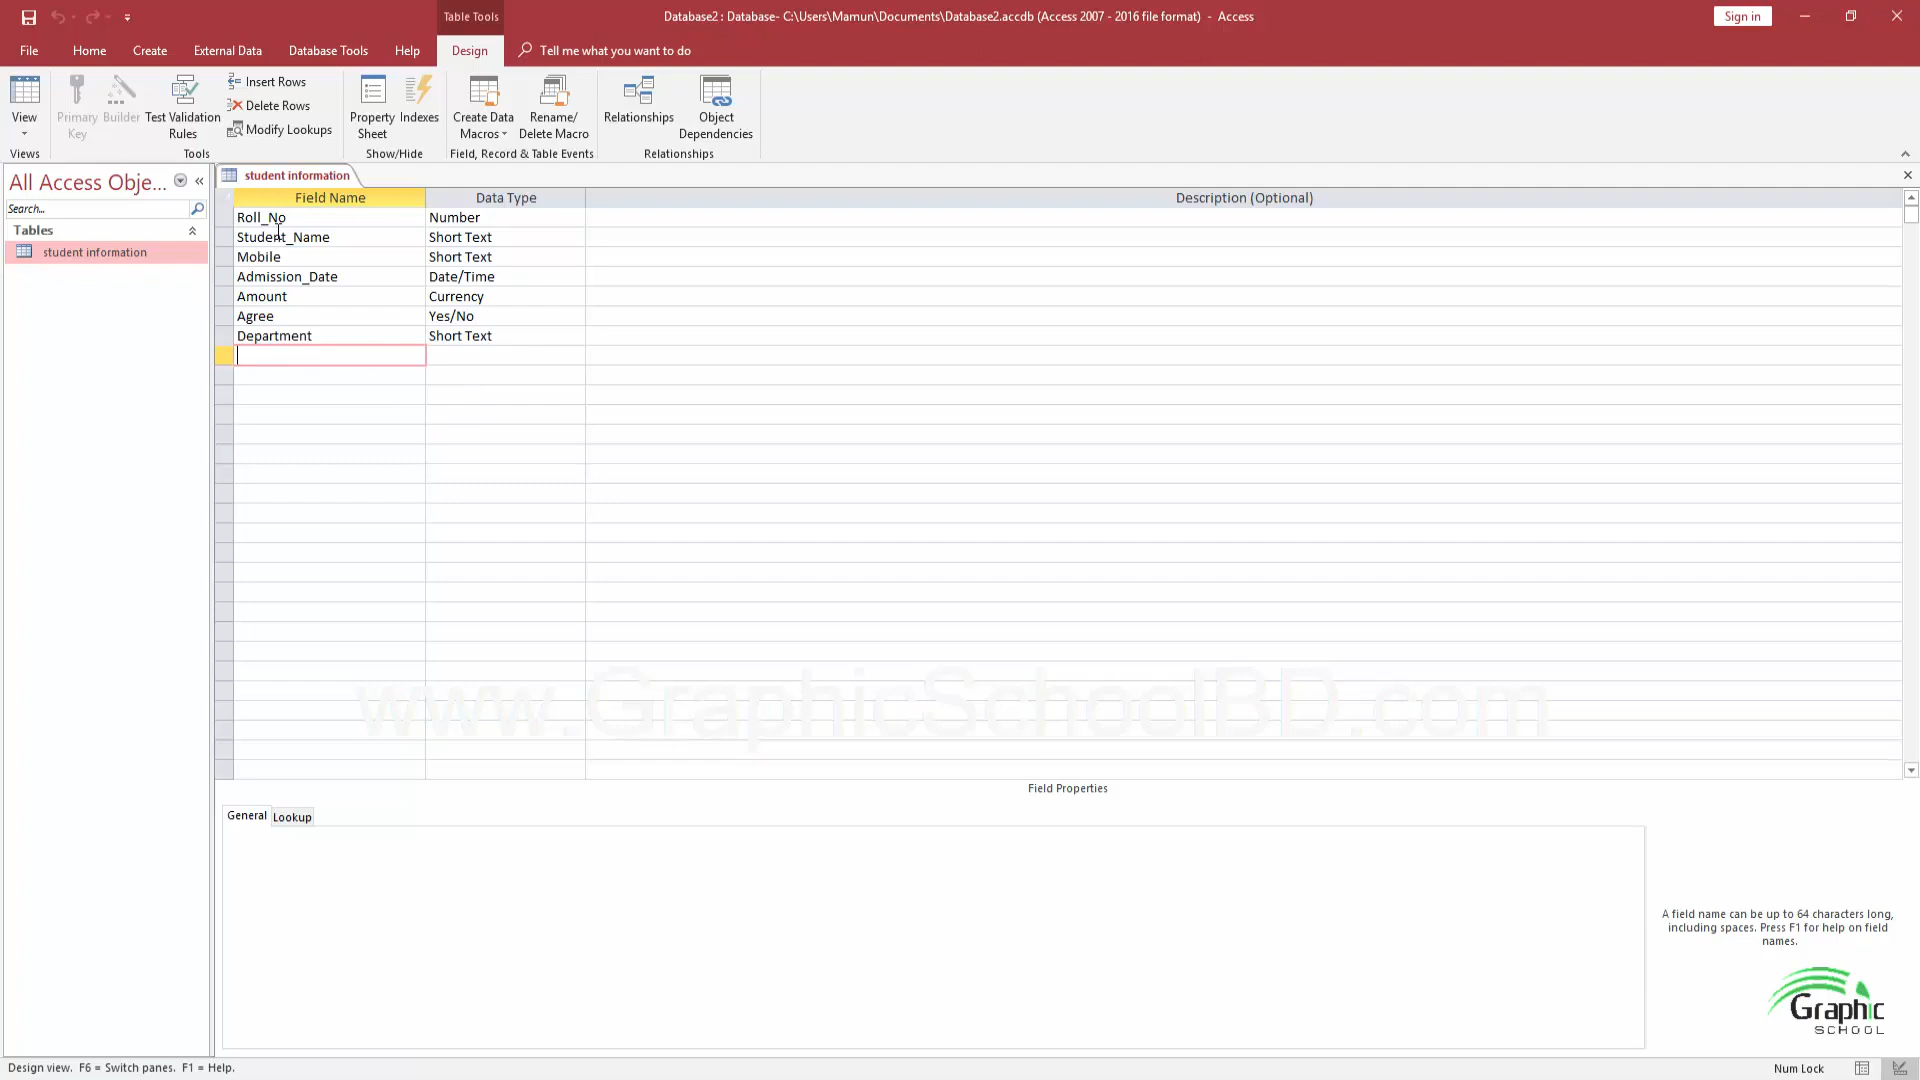 Table Tools
Database2 : Database- C:\Users\Mamun\Documents\Database2.accdb (Access 2007 - 2016 file format) - Access
Sign in
File Home Create External Data Database Tools Help Design Tell me what you want to do
View
Primary Key
Builder
Test Validation Rules
Insert Rows
Delete Rows
Modify Lookups
Property Sheet
Indexes
Create Data Macros
Rename/ Delete Macro
Relationships
Object Dependencies
Views Tools Show/Hide Field, Record & Table Events Relationships
All Access Obje...
Search...
Tables
student information
student information
Field Name Data Type Description (Optional)
Roll_No Number
Student_Name Short Text
Mobile Short Text
Admission_Date Date/Time
Amount Currency
Agree Yes/No
Department Short Text
www.GraphicSchoolBD.com
Field Properties
General Lookup
A field name can be up to 64 characters long,
including spaces. Press F1 for help on field
names.
Graphic
SCHOOL
Design view. F6 = Switch panes. F1 = Help.
Num Lock